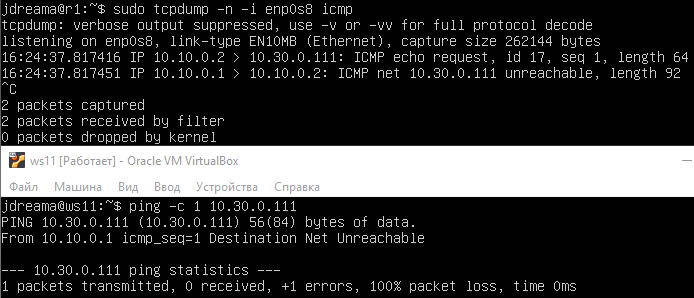 jdreama@r1:~$ sudo tcpdump -n -i enp0s8 icmp
tcpdump: verbose output suppressed, use -v or -vv for full protocol decode
listening on enp0s8, link-type EN10MB (Ethernet), capture size 262144 bytes
16:24:37.817416 IP 10.10.0.2 > 10.30.0.111: ICMP echo request, id 17, seq 1, length 64
16:24:37.817451 IP 10.10.0.1 > 10.10.0.2: ICMP net 10.30.0.111 unreachable, length 92
^C
2 packets captured
2 packets received by filter
0 packets dropped by kernel
ws11 [Работает] - Oracle VM VirtualBox
Файл Машина Вид Ввод Устройства Справка
jdreama@ws11:~$ ping -c 1 10.30.0.111
PING 10.30.0.111 (10.30.0.111) 56(84) bytes of data.
From 10.10.0.1 icmp_seq=1 Destination Net Unreachable
--- 10.30.0.111 ping statistics ---
1 packets transmitted, 0 received, +1 errors, 100% packet loss, time 0ms